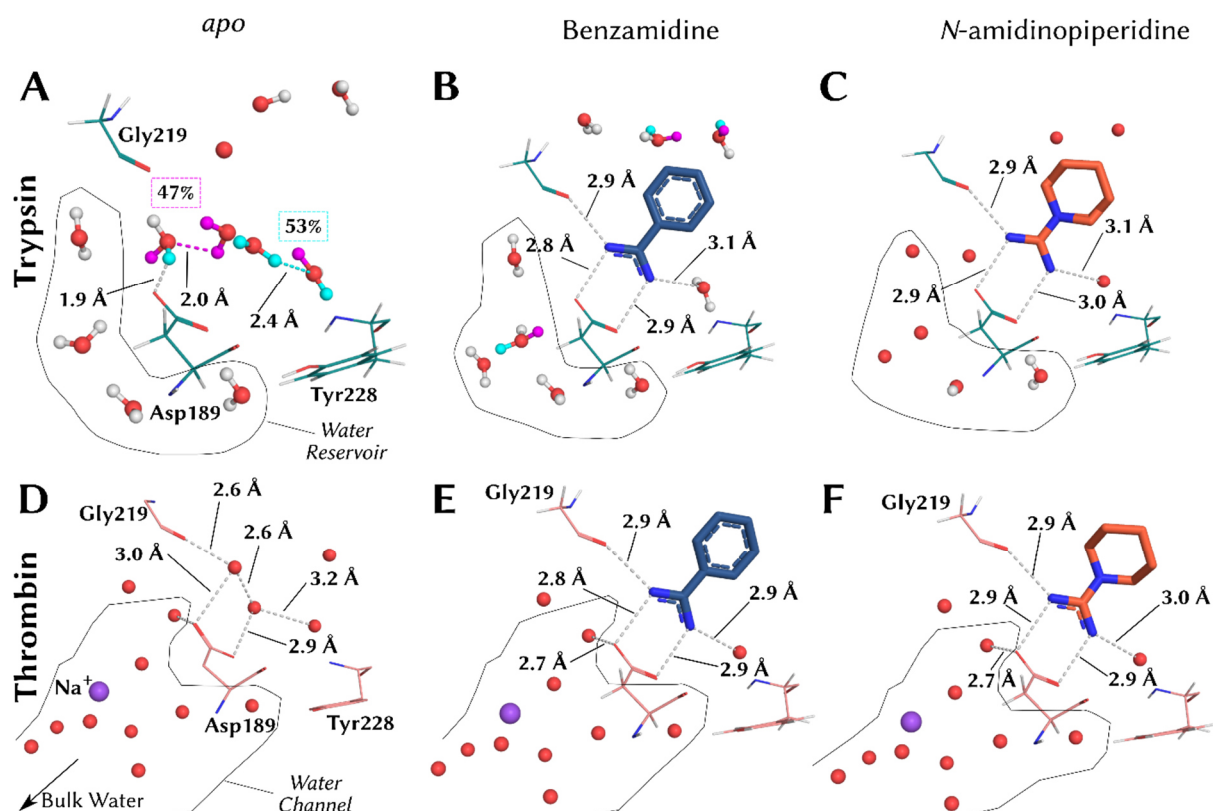 apo
Benzamidine
N-amidinopiperidine
Trypsin
A
Gly219
47%
53%
1.9 Å
2.0 Å
2.4 Å
Asp189
Tyr228
Water
Reservoir
B
2.9 Å
2.8 Å
3.1 Å
2.9 Å
C
2.9 Å
3.1 Å
2.9 Å
3.0 Å
Thrombin
D
Gly219
2.6 Å
2.6 Å
3.0 Å
3.2 Å
2.9 Å
Na+
Asp189
Tyr228
Bulk Water
Water
Channel
E
Gly219
2.9 Å
2.8 Å
2.9 Å
2.7 Å
2.9 Å
F
Gly219
2.9 Å
2.9 Å
3.0 Å
2.7 Å
2.9 Å